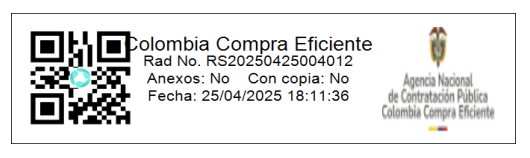 Colombia Compra Eficiente
Rad No. RS20250425004012
Anexos: No Con copia: No
Fecha: 25/04/2025 18:11:36
Agencia Nacional
de Contratación Pública
Colombia Compra Eficiente